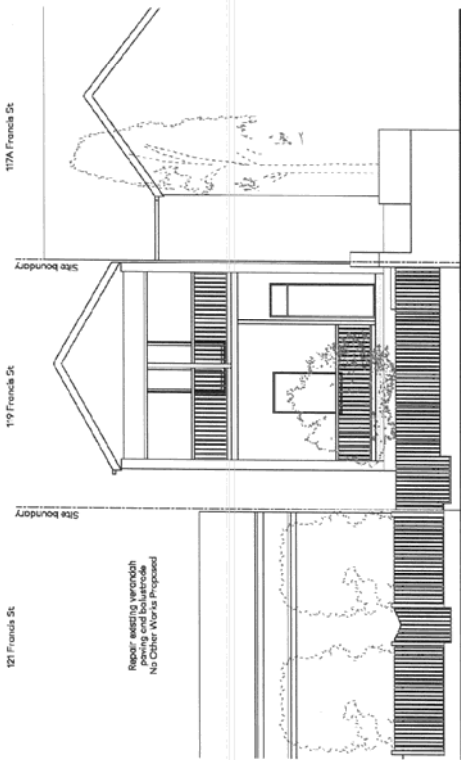 121 Francis St
119 Francis St
117A Francis St
Site boundary
Site boundary
Repair existing verandah
paving and balustrade
No Other Works Proposed